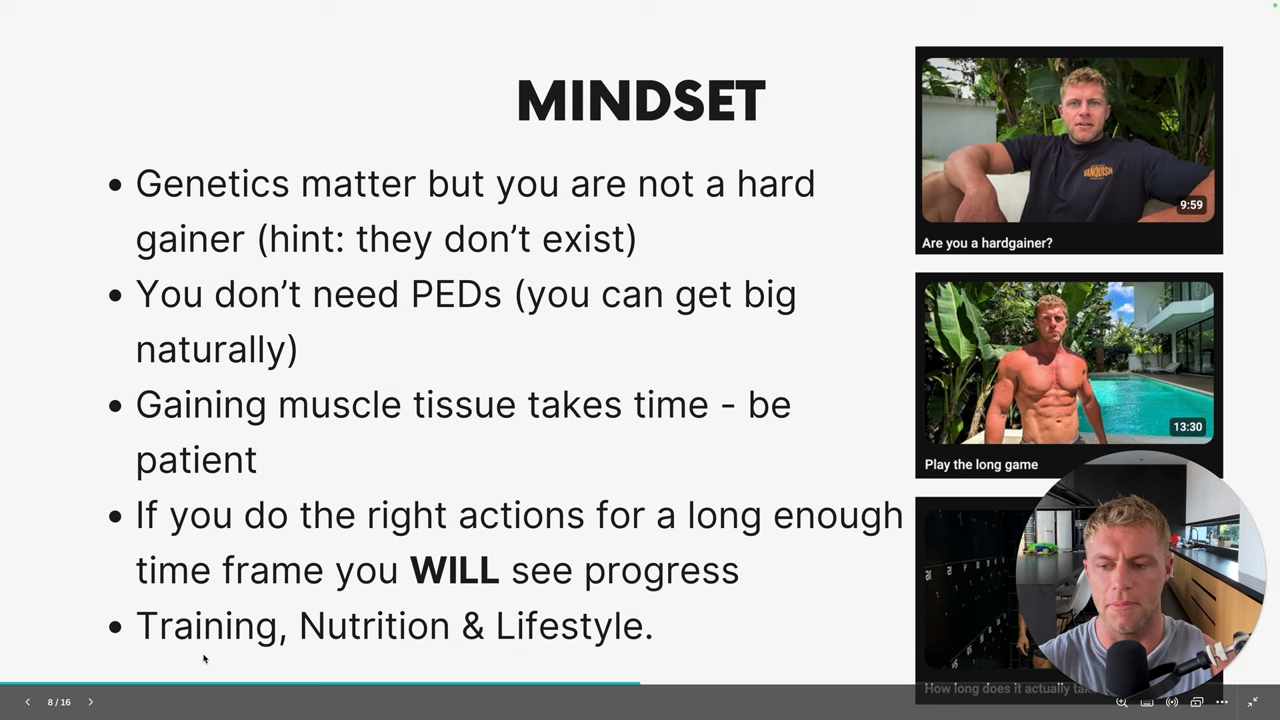 MINDSET
• Genetics matter but you are not a hard
gainer (hint: they don’t exist)
• You don’t need PEDs (you can get big
naturally)
• Gaining muscle tissue takes time - be
patient
• If you do the right actions for a long enough
time frame you WILL see progress
• Training, Nutrition & Lifestyle.
VANQUISH
9:59
Are you a hardgainer?
13:30
Play the long game
How long does it actually
8 / 16